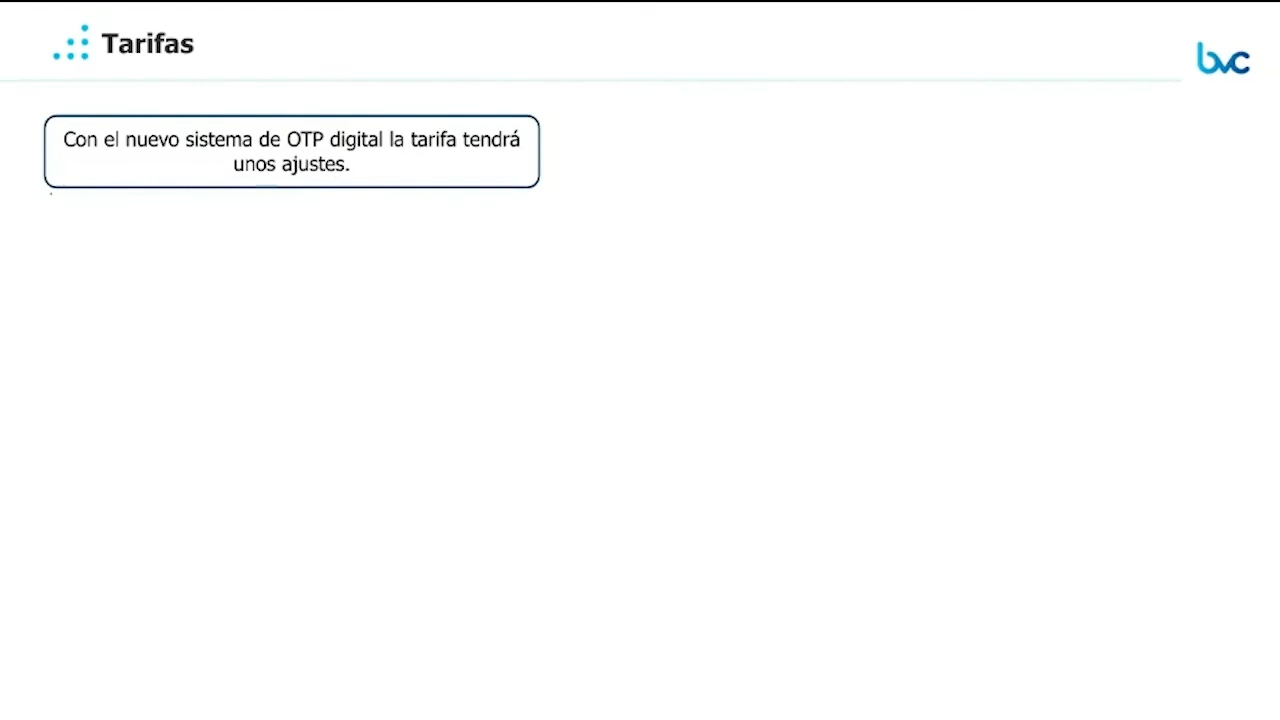 Tarifas
bvc
Con el nuevo sistema de OTP digital la tarifa tendrá
unos ajustes.